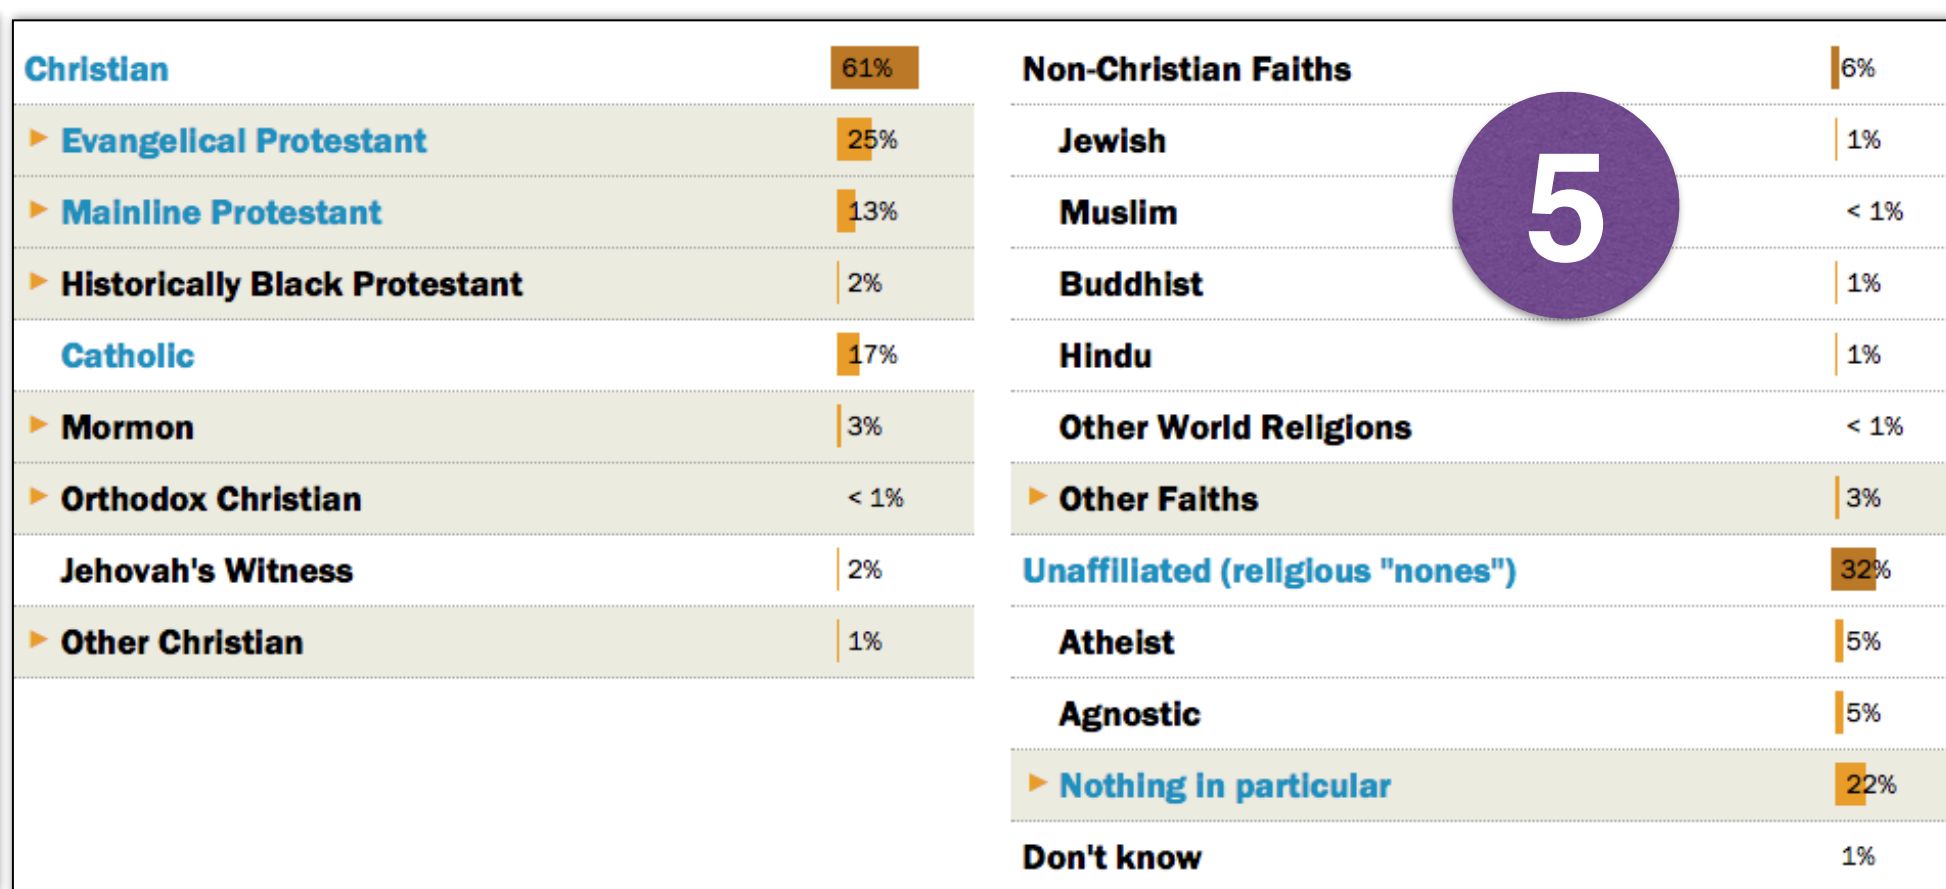 Christian 61%
Evangelical Protestant 25%
Mainline Protestant 13%
Historically Black Protestant 2%
Catholic 17%
Mormon 3%
Orthodox Christian < 1%
Jehovah's Witness 2%
Other Christian 1%
Non-Christian Faiths 6%
Jewish 1%
Muslim < 1%
Buddhist 1%
Hindu 1%
Other World Religions < 1%
Other Faiths 3%
Unaffiliated (religious "nones") 32%
Atheist 5%
Agnostic 5%
Nothing in particular 22%
Don't know 1%
5